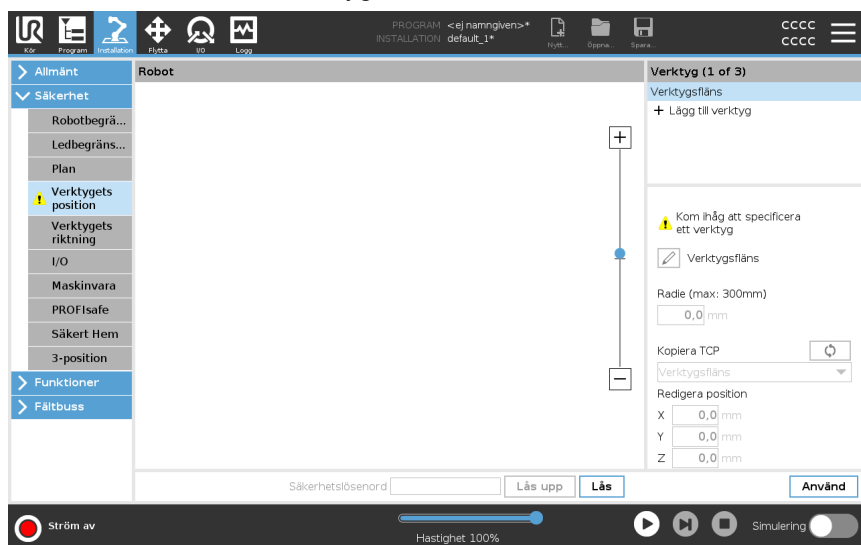 PROGRAM <ej namngiven>*
INSTALLATION default_1*
Kör
Program
Installation
Flytta
I/O
Logg
Nytt...
Öppna...
Spara...
cccc
cccc
Allmänt
Säkerhet
Robotbegrä...
Ledbegräns...
Plan
Verktygets
position
Verktygets
riktning
I/O
Maskinvara
PROFIsafe
Säkert Hem
3-position
Funktioner
Fältbuss
Robot
Verktyg (1 of 3)
Verktygsfläns
+ Lägg till verktyg
Kom ihåg att specificera
ett verktyg
Verktygsfläns
Radie (max: 300mm)
0,0 mm
Kopiera TCP
Verktygsfläns
Redigera position
X 0,0 mm
Y 0,0 mm
Z 0,0 mm
Säkerhetslösenord
Lås upp
Lås
Använd
Ström av
Hastighet 100%
Simulering